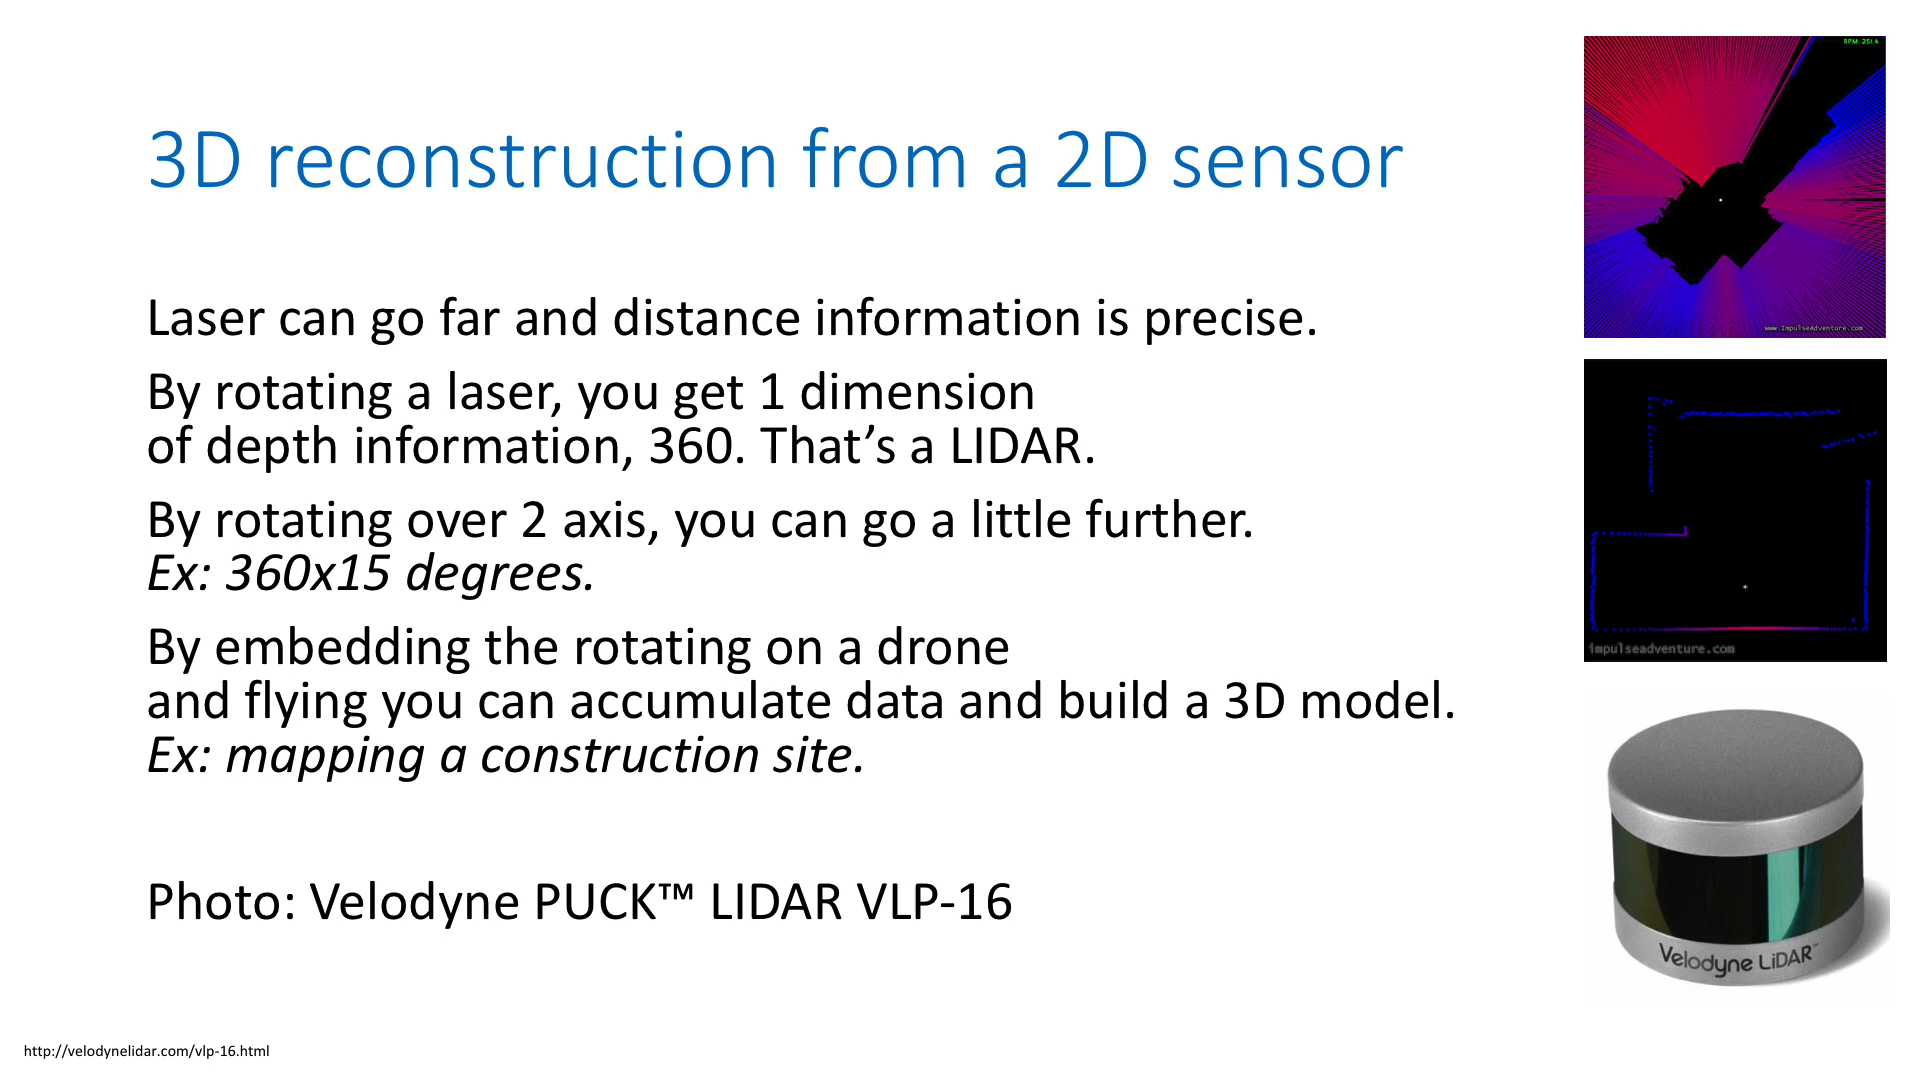 3D reconstruction from a 2D sensor
Laser can go far and distance information is precise.
By rotating a laser, you get 1 dimension
of depth information, 360. That’s a LIDAR.
By rotating over 2 axis, you can go a little further.
Ex: 360x15 degrees.
By embedding the rotating on a drone
and flying you can accumulate data and build a 3D model.
Ex: mapping a construction site.
Photo: Velodyne PUCK™ LIDAR VLP-16
http://velodynelidar.com/vlp-16.html
RPM: 251.4
www.ImpulseAdventure.com
impulseadventure.com
Velodyne LiDAR™